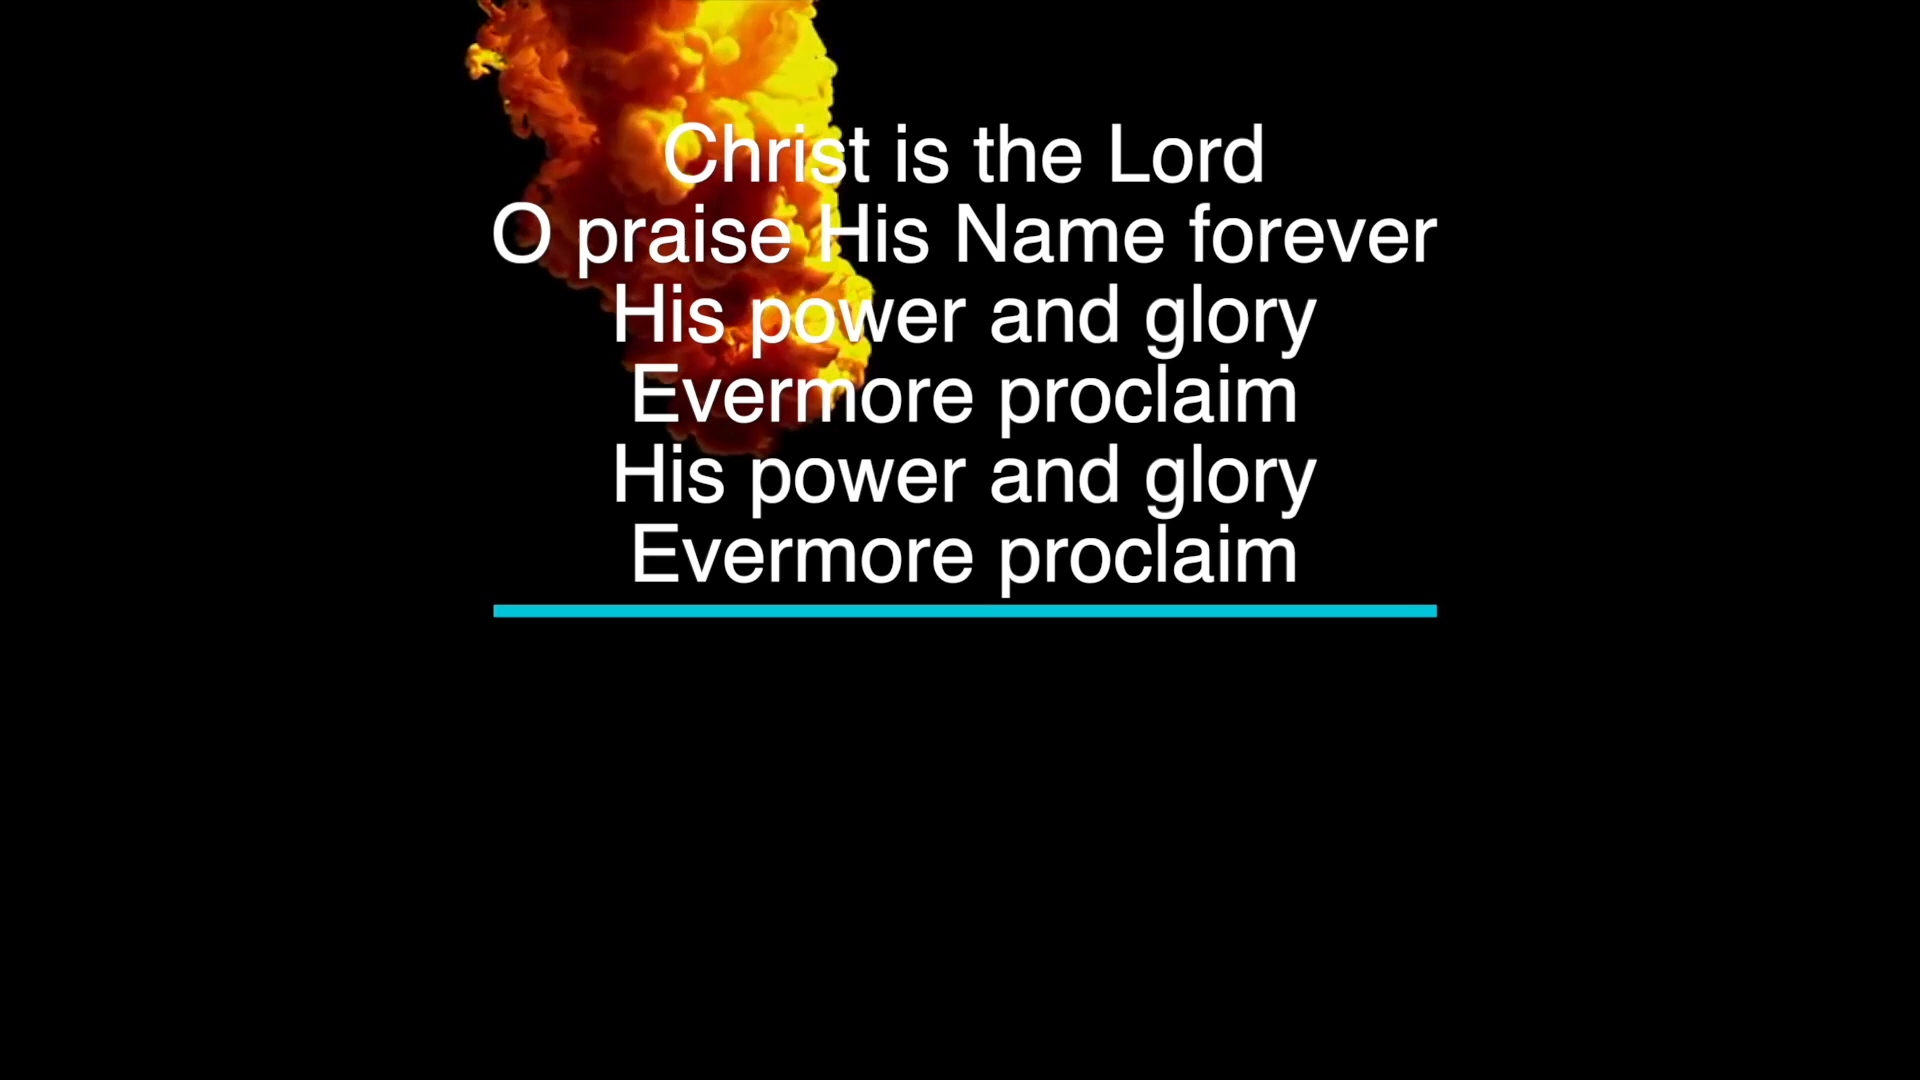 Christ is the Lord
O praise His Name forever
His power and glory
Evermore proclaim
His power and glory
Evermore proclaim